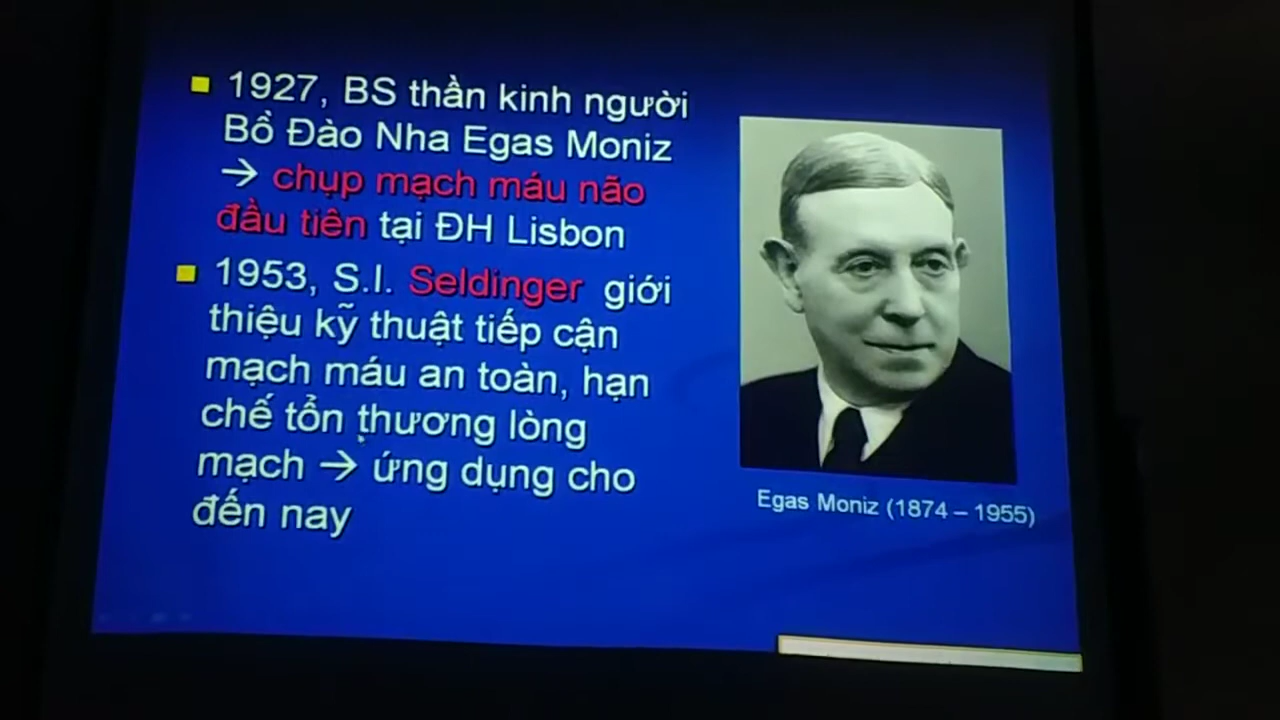 1927, BS thần kinh người
Bồ Đào Nha Egas Moniz
→ chụp mạch máu não
đầu tiên tại ĐH Lisbon
1953, S.I. Seldinger giới
thiệu kỹ thuật tiếp cận
mạch máu an toàn, hạn
chế tổn thương lòng
mạch → ứng dụng cho
đến nay
Egas Moniz (1874 – 1955)